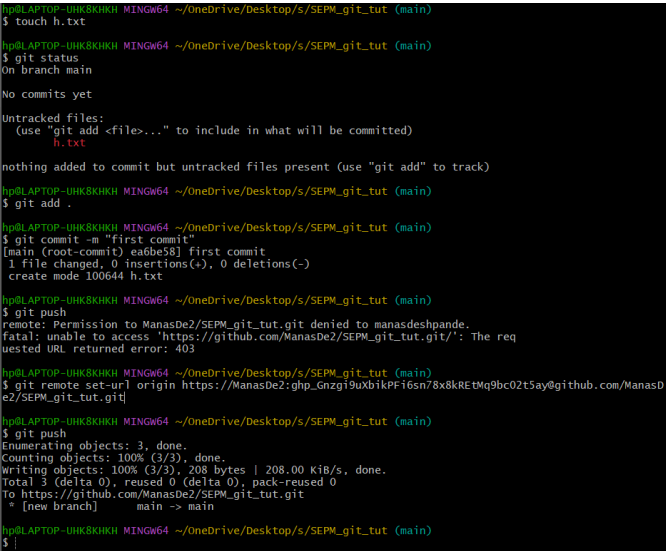 hp@LAPTOP-UHK8KHKH MINGW64 ~/OneDrive/Desktop/s/SEPM_git_tut (main)
$ touch h.txt
hp@LAPTOP-UHK8KHKH MINGW64 ~/OneDrive/Desktop/s/SEPM_git_tut (main)
$ git status
On branch main
No commits yet
Untracked files:
(use "git add <file>..." to include in what will be committed)
h.txt
nothing added to commit but untracked files present (use "git add" to track)
hp@LAPTOP-UHK8KHKH MINGW64 ~/OneDrive/Desktop/s/SEPM_git_tut (main)
$ git add .
hp@LAPTOP-UHK8KHKH MINGW64 ~/OneDrive/Desktop/s/SEPM_git_tut (main)
$ git commit -m "first commit"
[main (root-commit) ea6be58] first commit
1 file changed, 0 insertions(+), 0 deletions(-)
create mode 100644 h.txt
hp@LAPTOP-UHK8KHKH MINGW64 ~/OneDrive/Desktop/s/SEPM_git_tut (main)
$ git push
remote: Permission to ManasDe2/SEPM_git_tut.git denied to manasdeshpande.
fatal: unable to access 'https://github.com/ManasDe2/SEPM_git_tut.git/': The req
uested URL returned error: 403
hp@LAPTOP-UHK8KHKH MINGW64 ~/OneDrive/Desktop/s/SEPM_git_tut (main)
$ git remote set-url origin https://ManasDe2:ghp_Gnzgi9uXbikPFi6sn78x8kREtMq9bcO2t5ay@github.com/ManasD
e2/SEPM_git_tut.git
hp@LAPTOP-UHK8KHKH MINGW64 ~/OneDrive/Desktop/s/SEPM_git_tut (main)
$ git push
Enumerating objects: 3, done.
Counting objects: 100% (3/3), done.
Writing objects: 100% (3/3), 208 bytes | 208.00 KiB/s, done.
Total 3 (delta 0), reused 0 (delta 0), pack-reused 0
To https://github.com/ManasDe2/SEPM_git_tut.git
* [new branch] main -> main
hp@LAPTOP-UHK8KHKH MINGW64 ~/OneDrive/Desktop/s/SEPM_git_tut (main)
$